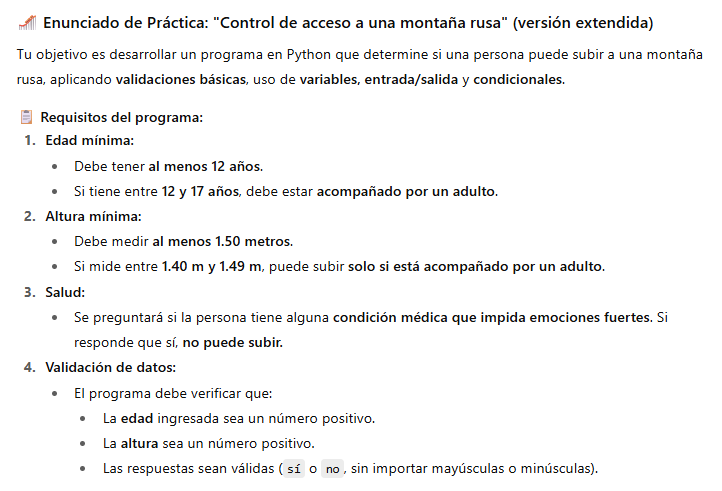 Enunciado de Práctica: "Control de acceso a una montaña rusa" (versión extendida)
Tu objetivo es desarrollar un programa en Python que determine si una persona puede subir a una montaña
rusa, aplicando validaciones básicas, uso de variables, entrada/salida y condicionales.
Requisitos del programa:
1. Edad mínima:
• Debe tener al menos 12 años.
• Si tiene entre 12 y 17 años, debe estar acompañado por un adulto.
2. Altura mínima:
• Debe medir al menos 1.50 metros.
• Si mide entre 1.40 m y 1.49 m, puede subir solo si está acompañado por un adulto.
3. Salud:
• Se preguntará si la persona tiene alguna condición médica que impida emociones fuertes. Si
responde que sí, no puede subir.
4. Validación de datos:
• El programa debe verificar que:
• La edad ingresada sea un número positivo.
• La altura sea un número positivo.
• Las respuestas sean válidas ( sí o no , sin importar mayúsculas o minúsculas).